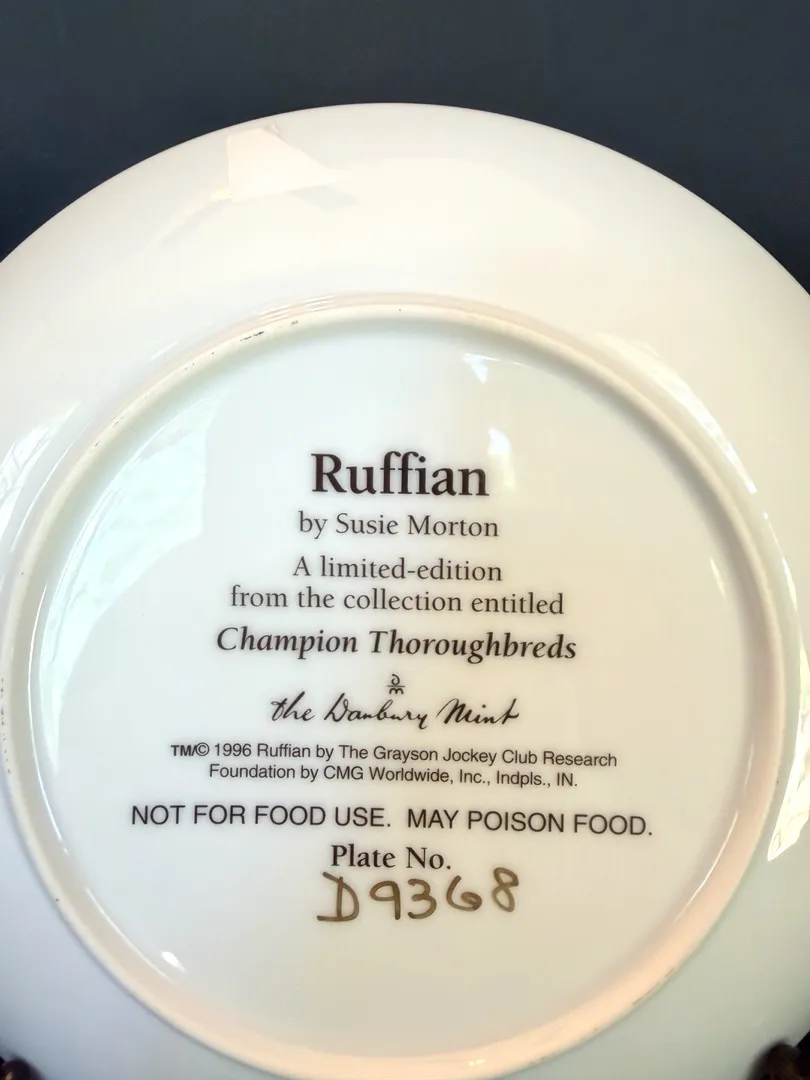 Ruffian
by Susie Morton
A limited-edition
from the collection entitled
Champion Thoroughbreds
DM
the Danbury Mint
TM/© 1996 Ruffian by The Grayson Jockey Club Research
Foundation by CMG Worldwide, Inc., Indpls., IN.
NOT FOR FOOD USE. MAY POISON FOOD.
Plate No.
D9368